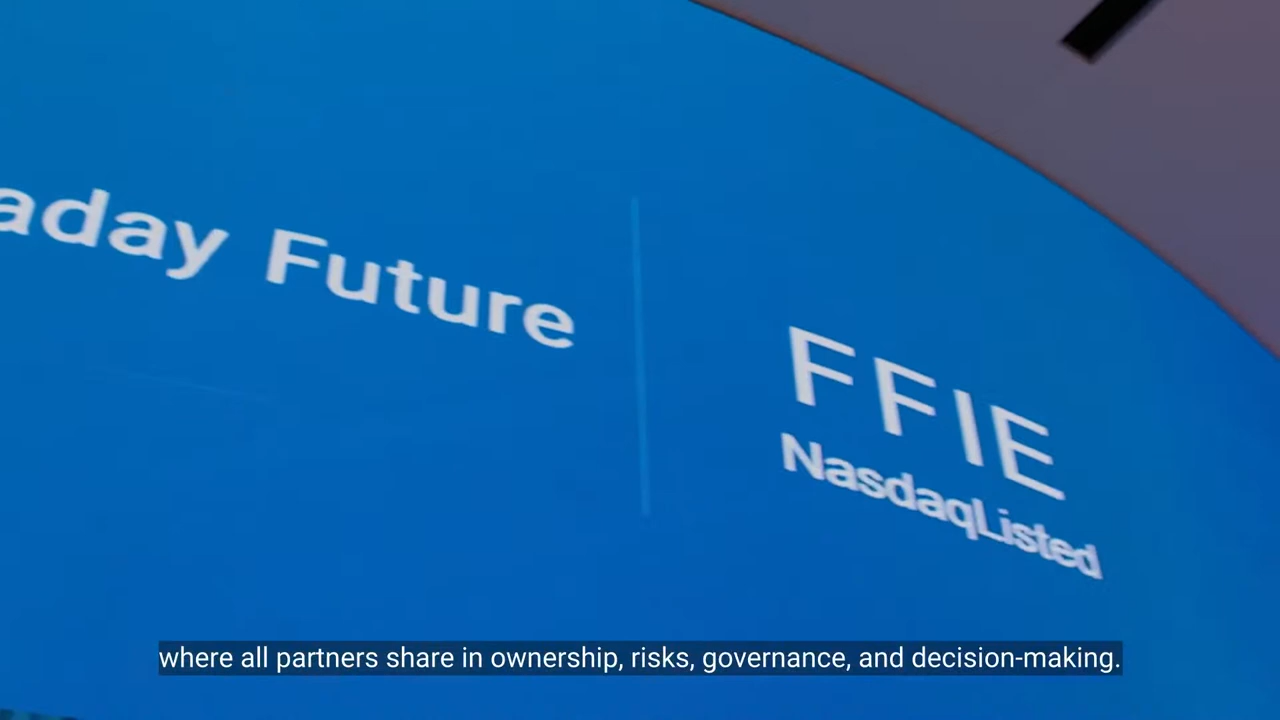 aday Future
FFIE
NasdaqListed
where all partners share in ownership, risks, governance, and decision-making.